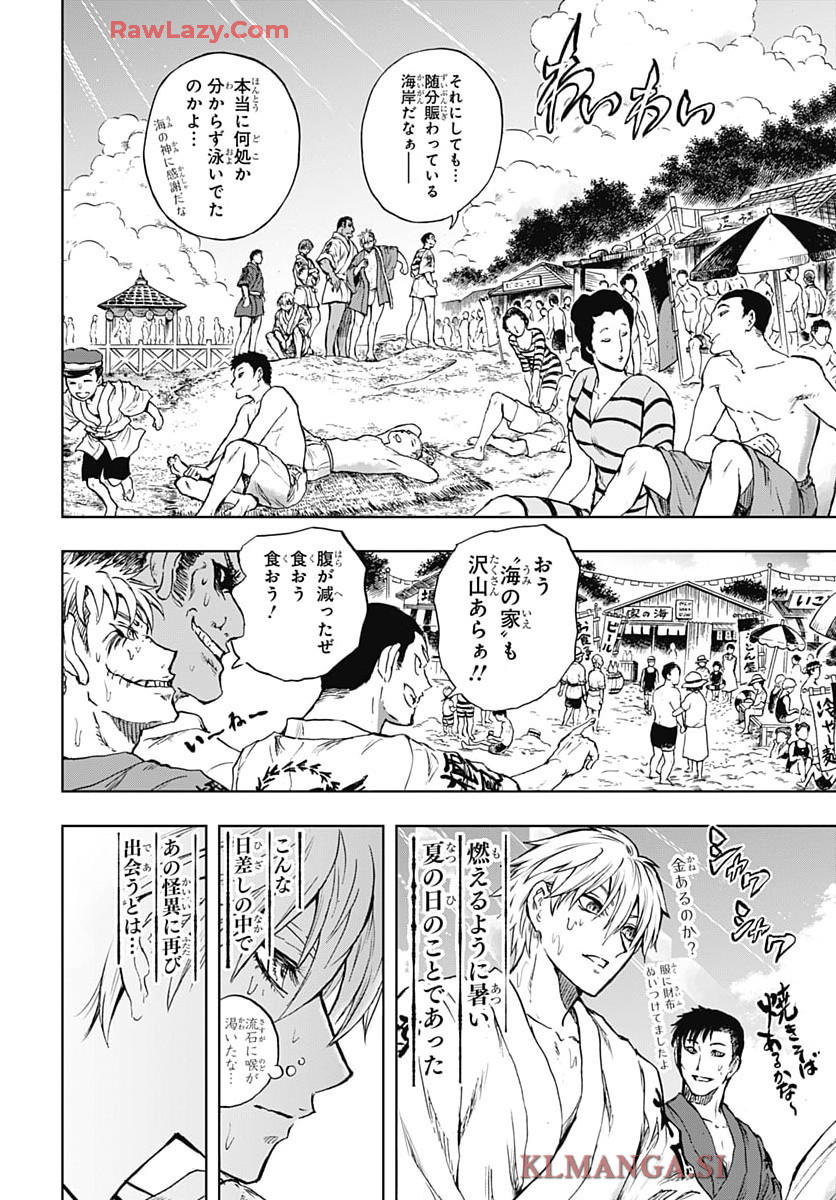 RawLazy.Com
わいわい
それにしても…
随分賑わっている
海岸だなぁ――
本当に何処か
分からず泳いでた
のかよ…
海の神に感謝だな
おう
〝海の家〟も
沢山あらぁ!!
腹が減ったぜ
食おう
食おう!
い〜ね〜
家の海
お食事
ビール
シャワ
シャワ
金あるのか?
服に財布
ぬいつけてましたよ
焼きそば
あるかな〜
燃えるように暑い
夏の日のことであった
こんな
日差しの中で
流石に喉が
渇いたな…
あの怪異に再び
出会うとは…
KLMANGA.SI